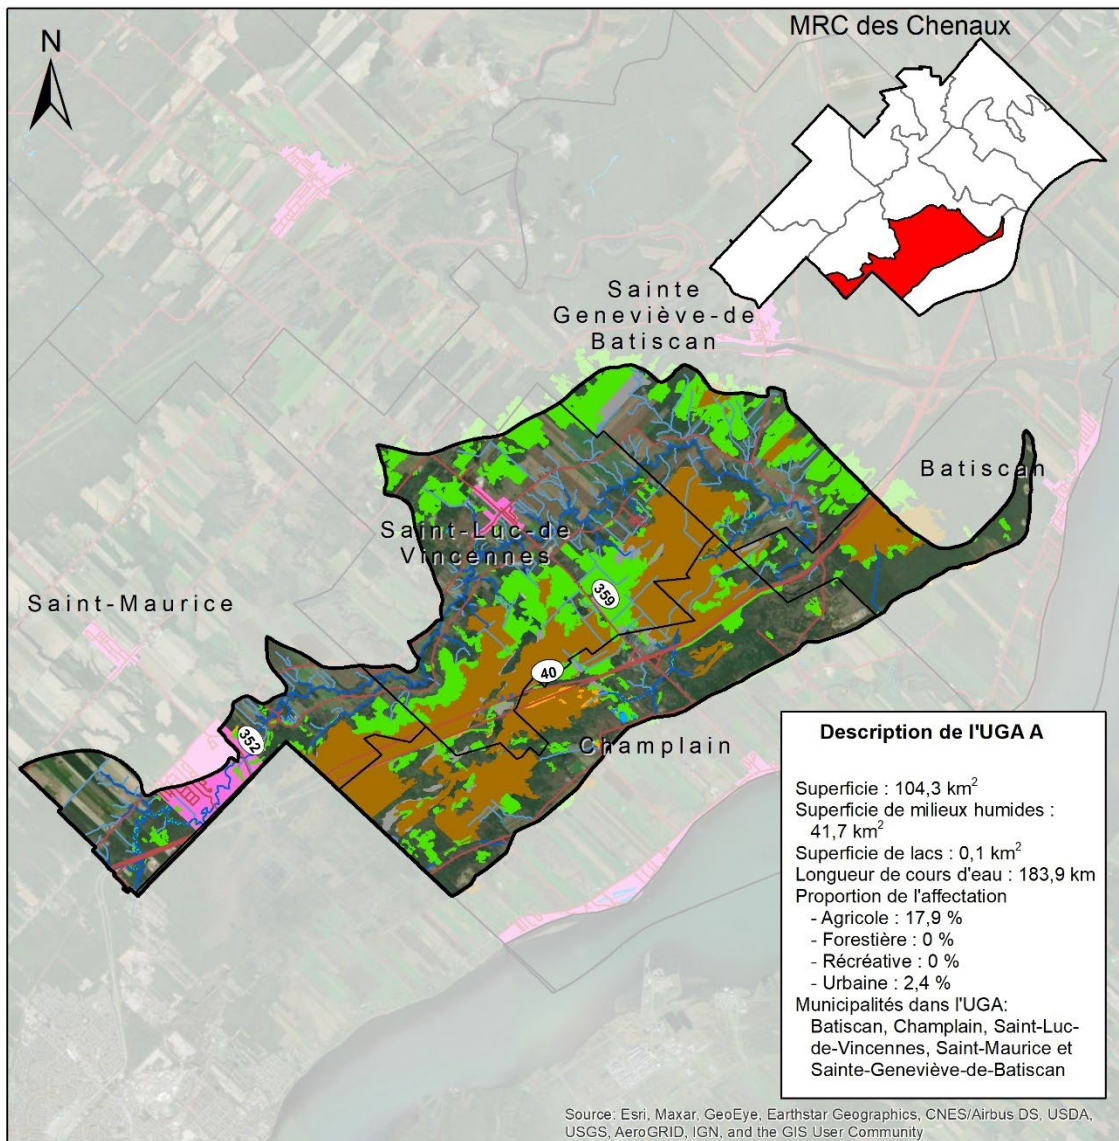 MRC des Chenaux
N
Sainte
Geneviève-de
Batiscan
Batiscan
Saint-Luc-de
Vincennes
Saint-Maurice
359
40
352
Champlain
Description de l'UGA A
Superficie : 104,3 km²
Superficie de milieux humides :
41,7 km²
Superficie de lacs : 0,1 km²
Longueur de cours d'eau : 183,9 km
Proportion de l'affectation
- Agricole : 17,9 %
- Forestière : 0 %
- Récréative : 0 %
- Urbaine : 2,4 %
Municipalités dans l'UGA:
Batiscan, Champlain, Saint-Luc-
de-Vincennes, Saint-Maurice et
Sainte-Geneviève-de-Batiscan
Source: Esri, Maxar, GeoEye, Earthstar Geographics, CNES/Airbus DS, USDA,
USGS, AeroGRID, IGN, and the GIS User Community